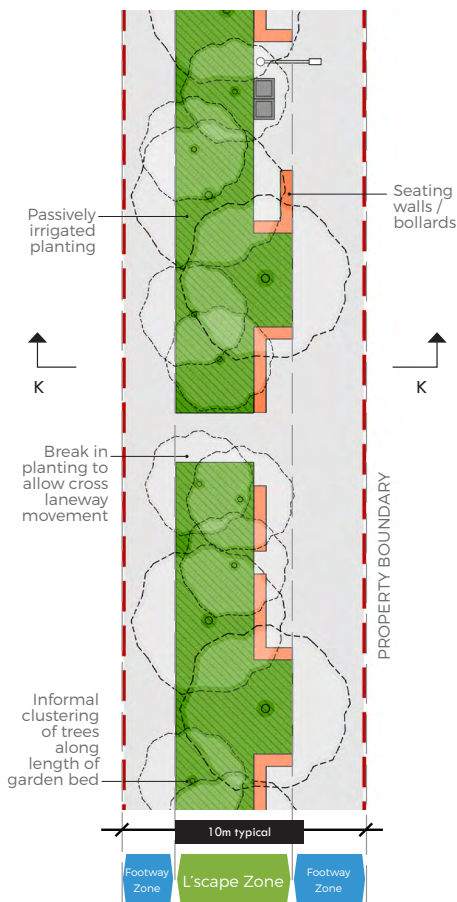 Seating
walls /
bollards
Passively
irrigated
planting
K
K
Break in
planting to
allow cross
laneway
movement
PROPERTY BOUNDARY
Informal
clustering
of trees
along
length of
garden bed
10m typical
Footway
Zone
L'scape Zone
Footway
Zone